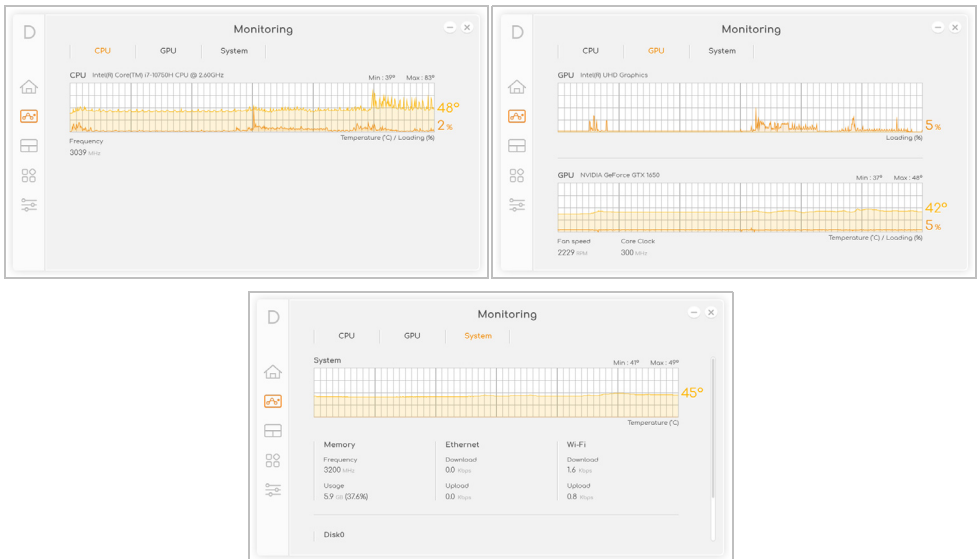 D
Monitoring
CPU GPU System
CPU Intel(R) Core(TM) i7-10750H CPU @ 2.60GHz
Min : 39° Max : 83°
48°
2 %
Temperature (°C) / Loading (%)
Frequency
3039 MHz
D
Monitoring
CPU GPU System
GPU Intel(R) UHD Graphics
5 %
Loading (%)
GPU NVIDIA GeForce GTX 1650
Min : 37° Max : 48°
42°
5 %
Temperature (°C) / Loading (%)
Fan speed Core Clock
2229 RPM 300 MHz
D
Monitoring
CPU GPU System
System
Min : 41° Max : 49°
45°
Temperature (°C)
Memory Ethernet Wi-Fi
Frequency Download Download
3200 MHz 0.0 Kbps 1.6 Kbps
Usage Upload Upload
5.9 GB (37.6%) 0.0 Kbps 0.8 Kbps
Disk0